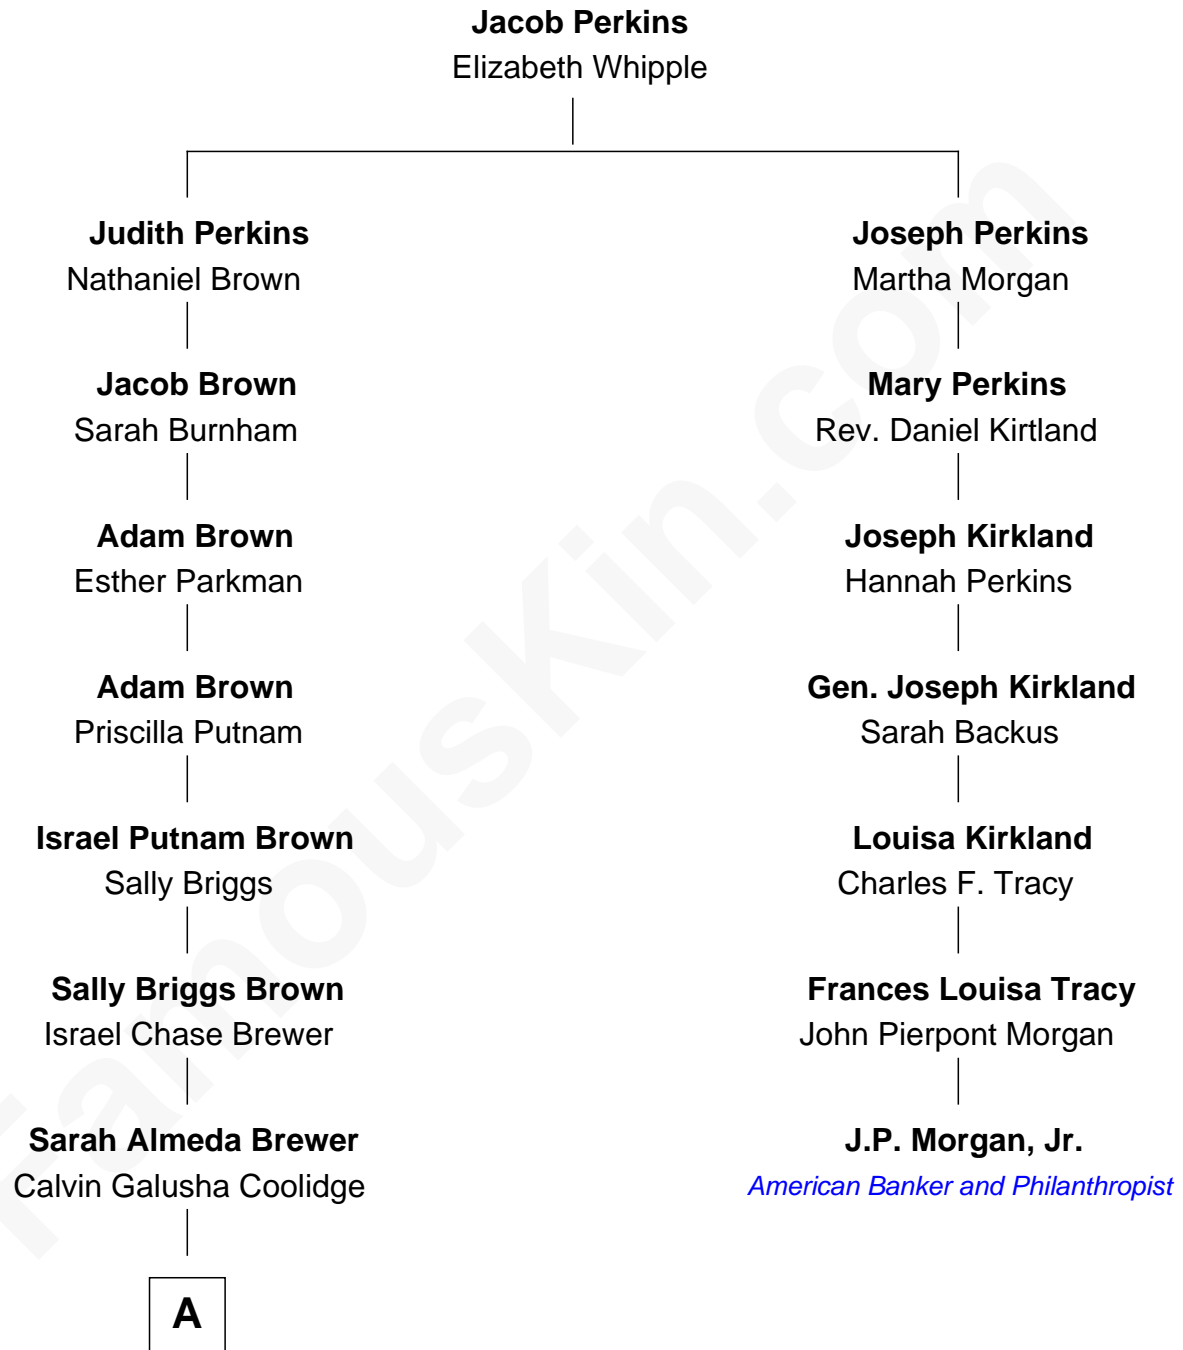 Jacob Perkins
Elizabeth Whipple
Judith Perkins
Nathaniel Brown
Joseph Perkins
Martha Morgan
Jacob Brown
Sarah Burnham
Mary Perkins
Rev. Daniel Kirtland
Adam Brown
Esther Parkman
Joseph Kirkland
Hannah Perkins
Adam Brown
Priscilla Putnam
Gen. Joseph Kirkland
Sarah Backus
Israel Putnam Brown
Sally Briggs
Louisa Kirkland
Charles F. Tracy
Sally Briggs Brown
Israel Chase Brewer
Frances Louisa Tracy
John Pierpont Morgan
Sarah Almeda Brewer
Calvin Galusha Coolidge
J.P. Morgan, Jr.
American Banker and Philanthropist
A
FamousKin.com